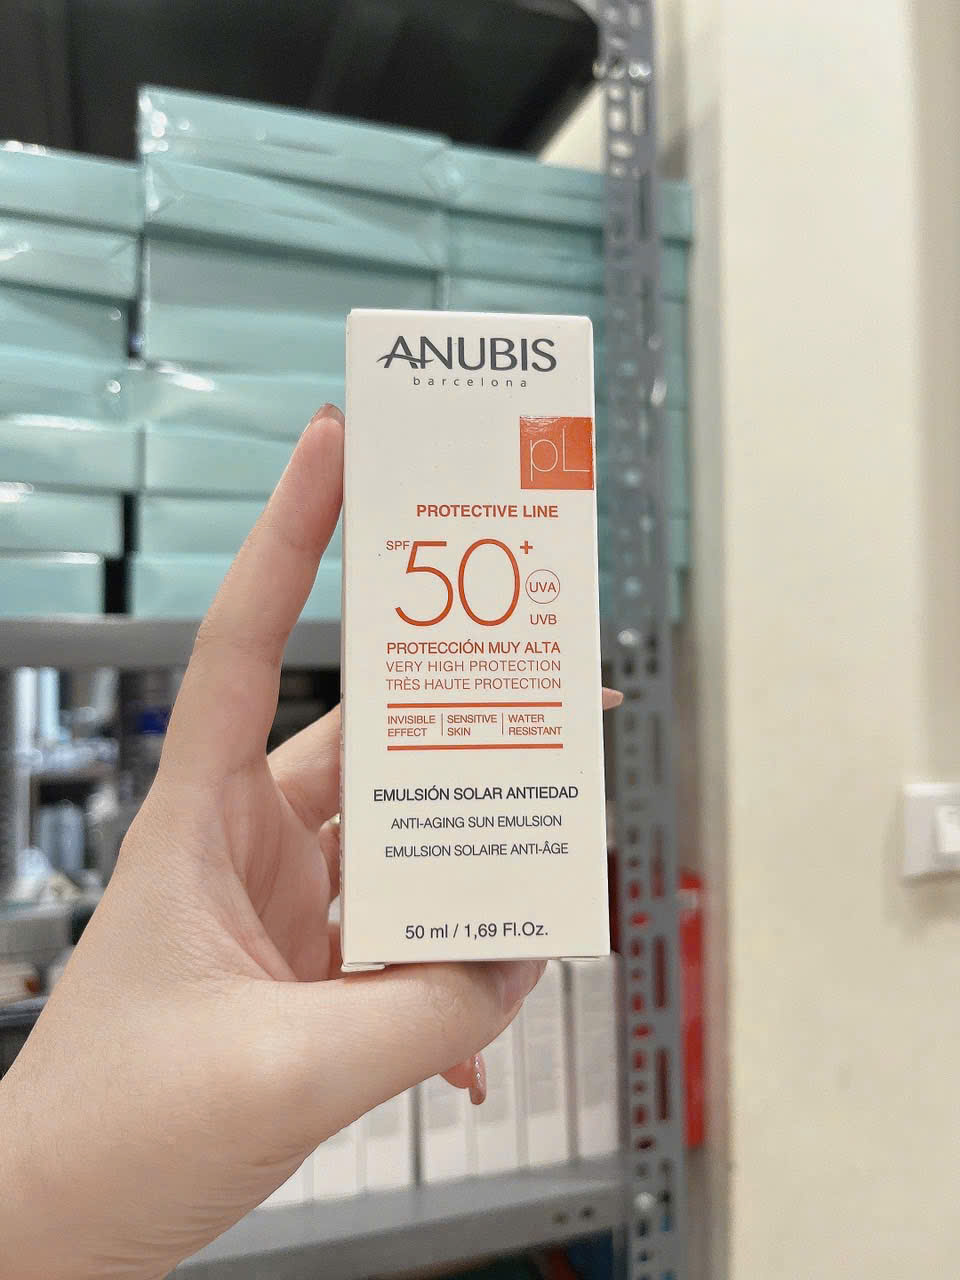 ANUBIS
barcelona
pL
PROTECTIVE LINE
SPF 50+
UVA
UVB
PROTECCIÓN MUY ALTA
VERY HIGH PROTECTION
TRÈS HAUTE PROTECTION
INVISIBLE EFFECT
SENSITIVE SKIN
WATER RESISTANT
EMULSIÓN SOLAR ANTIEDAD
ANTI-AGING SUN EMULSION
EMULSION SOLAIRE ANTI-ÂGE
50 ml / 1,69 Fl.Oz.